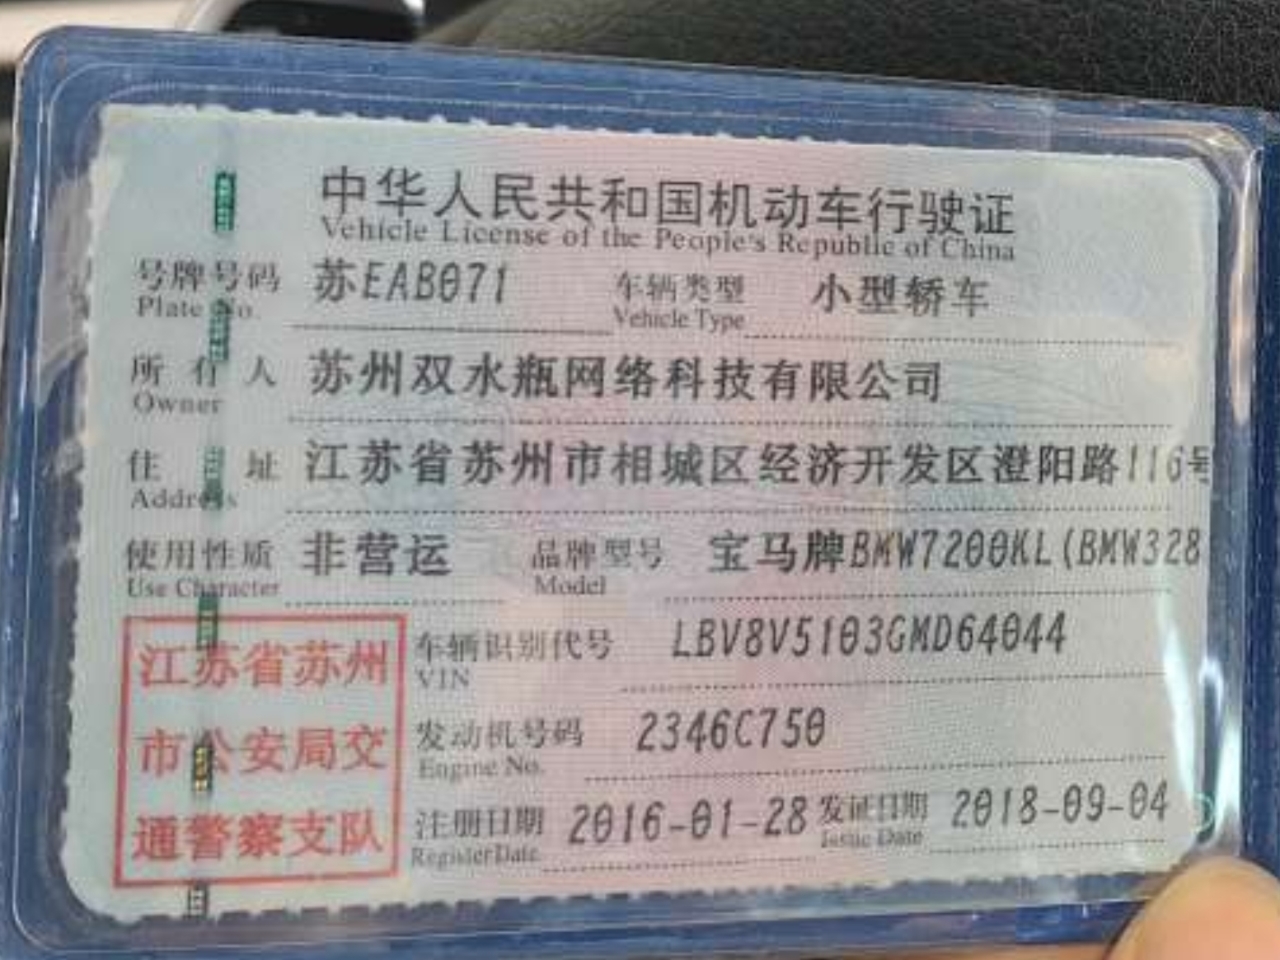 中华人民共和国机动车行驶证
Vehicle License of the People's Republic of China
号牌号码 苏EAB071 车辆类型 小型轿车
Plate No. Vehicle Type
所有人 苏州双水瓶网络科技有限公司
Owner
住址 江苏省苏州市相城区经济开发区澄阳路116号
Address
使用性质 非营运 品牌型号 宝马牌BMW7200KL(BMW328
Use Character Model
江苏省苏州
市公安局交
通警察支队
车辆识别代号 LBV8V5103GMD64044
VIN
发动机号码 2346C750
Engine No.
注册日期 2016-01-28 发证日期 2018-09-04
Register Date Issue Date